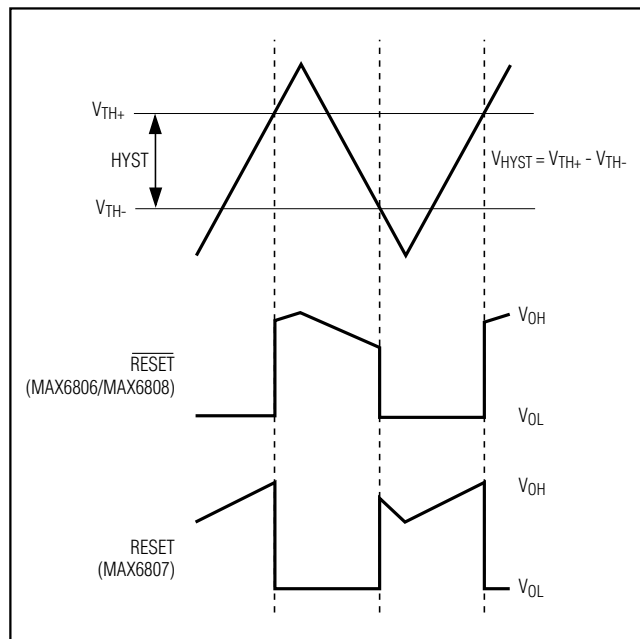 VTH+
HYST
VTH-
VHYST = VTH+ - VTH-
RESET
(MAX6806/MAX6808)
VOH
VOL
RESET
(MAX6807)
VOH
VOL